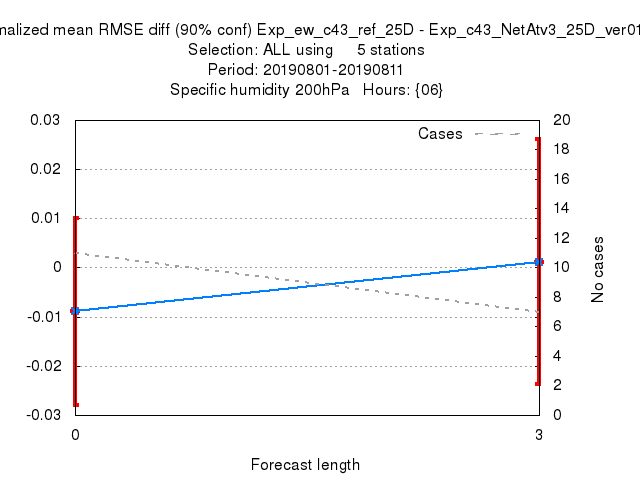 malized mean RMSE diff (90% conf) Exp_ew_c43_ref_25D - Exp_c43_NetAtv3_25D_ver01
Selection: ALL using     5 stations
Period: 20190801-20190811
Specific humidity 200hPa   Hours: {06}
Cases
0.03
0.02
0.01
0
-0.01
-0.02
-0.03
20
18
16
14
12
10
8
6
4
2
0
No cases
0
3
Forecast length